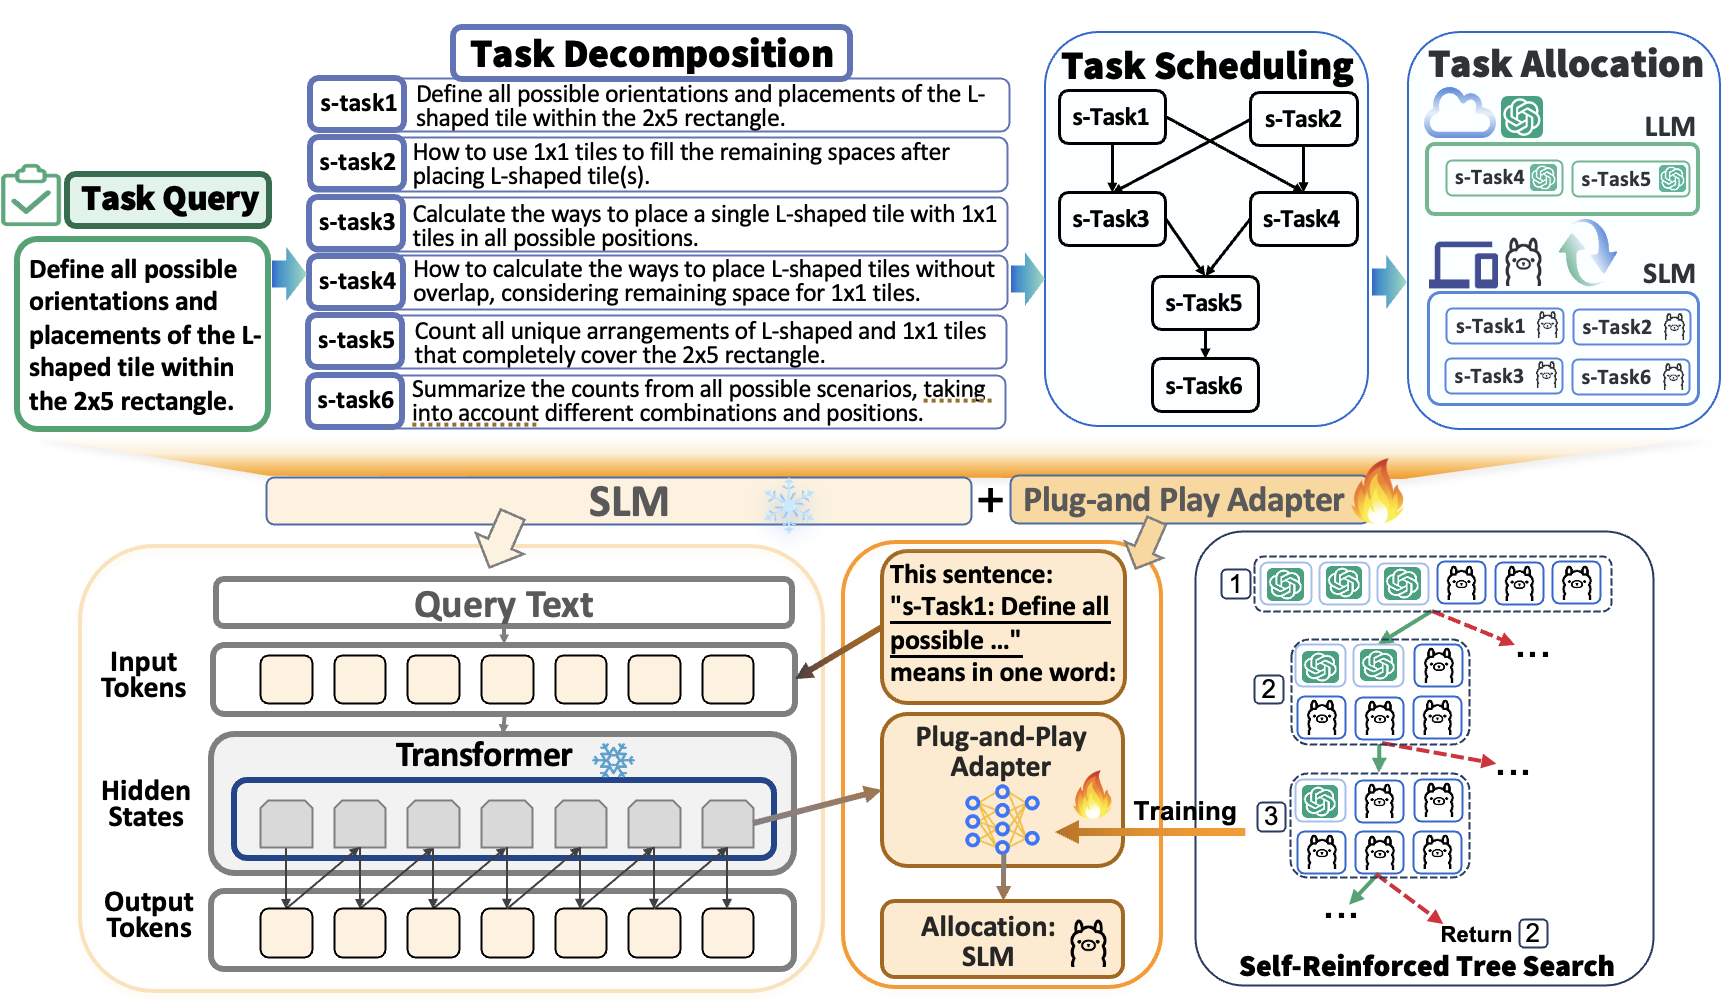 Task Decomposition
s-task1
Define all possible orientations and placements of the L-
shaped tile within the 2x5 rectangle.
s-task2
How to use 1x1 tiles to fill the remaining spaces after
placing L-shaped tile(s).
s-task3
Calculate the ways to place a single L-shaped tile with 1x1
tiles in all possible positions.
s-task4
How to calculate the ways to place L-shaped tiles without
overlap, considering remaining space for 1x1 tiles.
s-task5
Count all unique arrangements of L-shaped and 1x1 tiles
that completely cover the 2x5 rectangle.
s-task6
Summarize the counts from all possible scenarios, taking
into account different combinations and positions.
Task Query
Define all possible
orientations and
placements of the L-
shaped tile within
the 2x5 rectangle.
Task Scheduling
s-Task1
s-Task2
s-Task3
s-Task4
s-Task5
s-Task6
Task Allocation
LLM
s-Task4
s-Task5
SLM
s-Task1
s-Task2
s-Task3
s-Task6
SLM
+
Plug-and Play Adapter
Query Text
Input
Tokens
Transformer
Hidden
States
Output
Tokens
This sentence:
"s-Task1: Define all
possible ..."
means in one word:
Plug-and-Play
Adapter
Training
Allocation:
SLM
1
...
2
...
3
...
Return 2
Self-Reinforced Tree Search